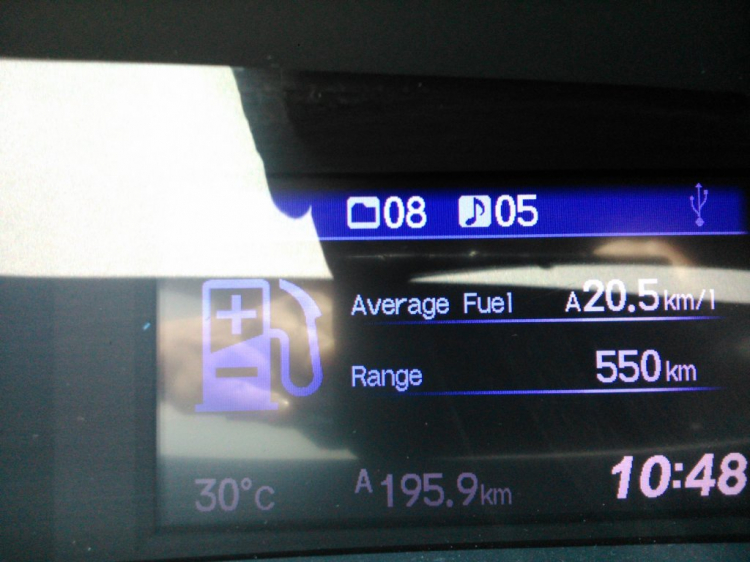 08 05
Average Fuel A20.5km/l
Range 550km
30°C A195.9km 10:48